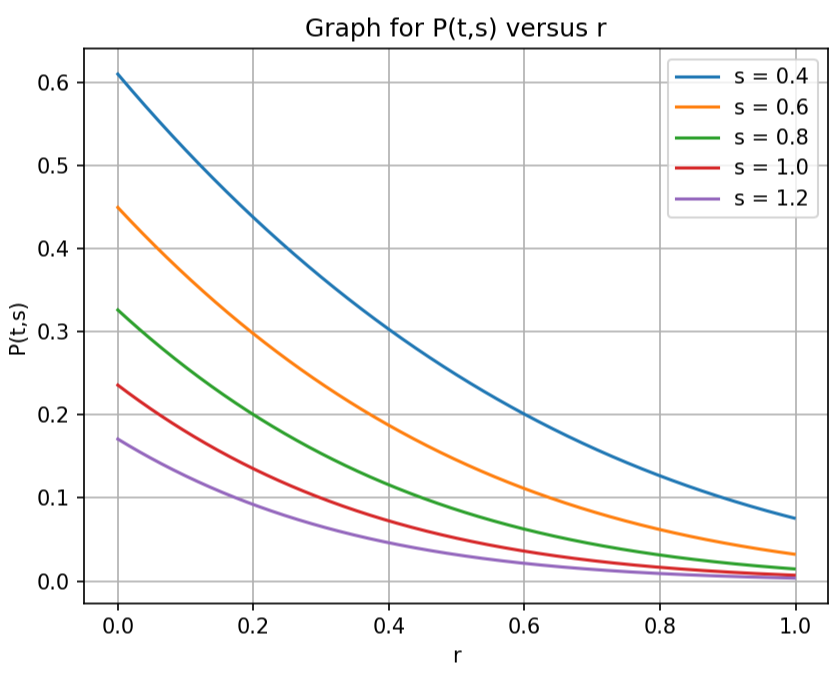 Graph for P(t,s) versus r
s = 0.4
s = 0.6
s = 0.8
s = 1.0
s = 1.2
0.6
0.5
0.4
0.3
0.2
0.1
0.0
P(t,s)
0.0 0.2 0.4 0.6 0.8 1.0
r